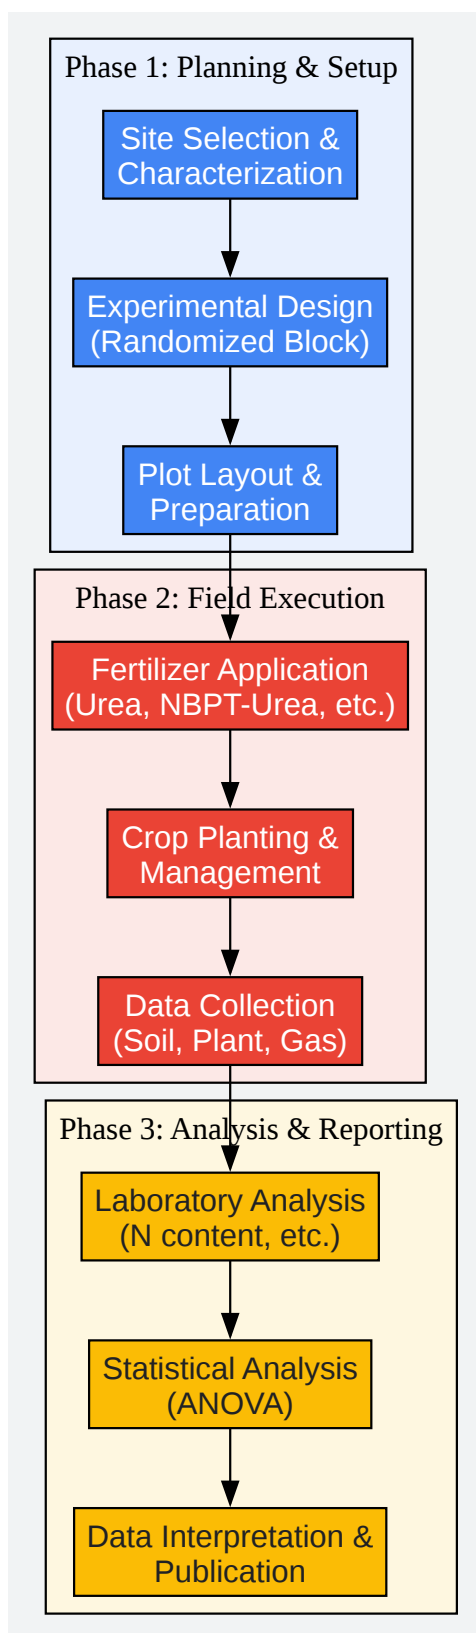 Phase 1: Planning & Setup
Site Selection &
Characterization
Experimental Design
(Randomized Block)
Plot Layout &
Preparation
Phase 2: Field Execution
Fertilizer Application
(Urea, NBPT-Urea, etc.)
Crop Planting &
Management
Data Collection
(Soil, Plant, Gas)
Phase 3: Analysis & Reporting
Laboratory Analysis
(N content, etc.)
Statistical Analysis
(ANOVA)
Data Interpretation &
Publication